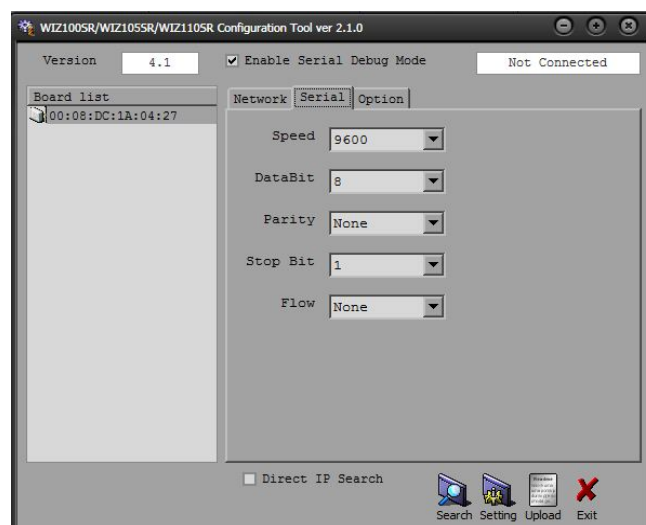 WIZ100SR/WIZ105SR/WIZ110SR Configuration Tool ver 2.1.0
Version 4.1 Enable Serial Debug Mode Not Connected
Board list
00:08:DC:1A:04:27
Network Serial Option
Speed 9600
DataBit 8
Parity None
Stop Bit 1
Flow None
Direct IP Search
Search Setting Upload Exit